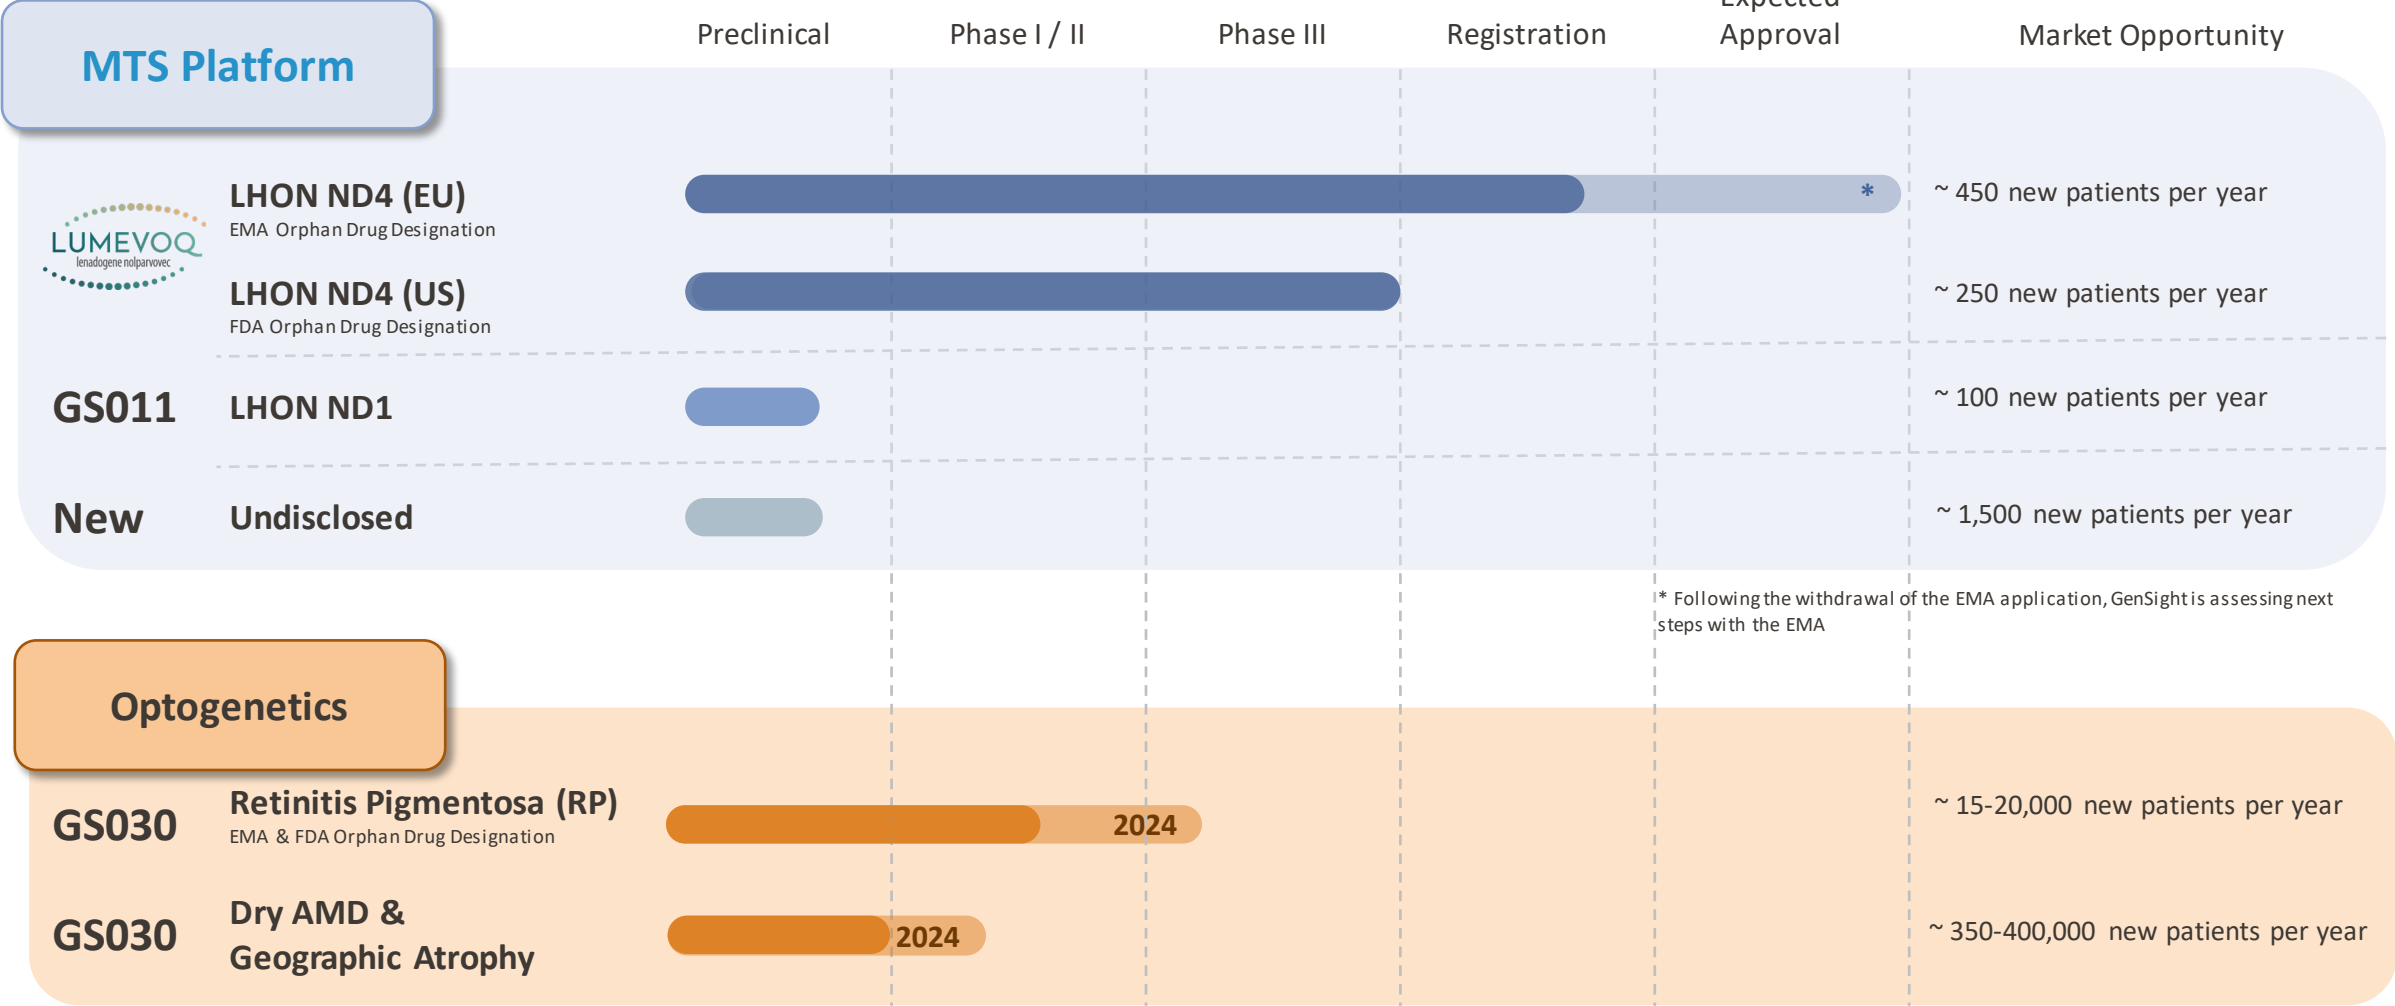 Expected
Preclinical Phase I / II Phase III Registration Approval Market Opportunity
MTS Platform
LHON ND4 (EU)
EMA Orphan Drug Designation
* ~ 450 new patients per year
LUMEVOQ
lenadogene nolparvovec
LHON ND4 (US)
FDA Orphan Drug Designation
~ 250 new patients per year
GS011 LHON ND1 ~ 100 new patients per year
New Undisclosed ~ 1,500 new patients per year
* Following the withdrawal of the EMA application, GenSight is assessing next
steps with the EMA
Optogenetics
GS030 Retinitis Pigmentosa (RP)
EMA & FDA Orphan Drug Designation
2024 ~ 15-20,000 new patients per year
GS030 Dry AMD &
Geographic Atrophy
2024 ~ 350-400,000 new patients per year